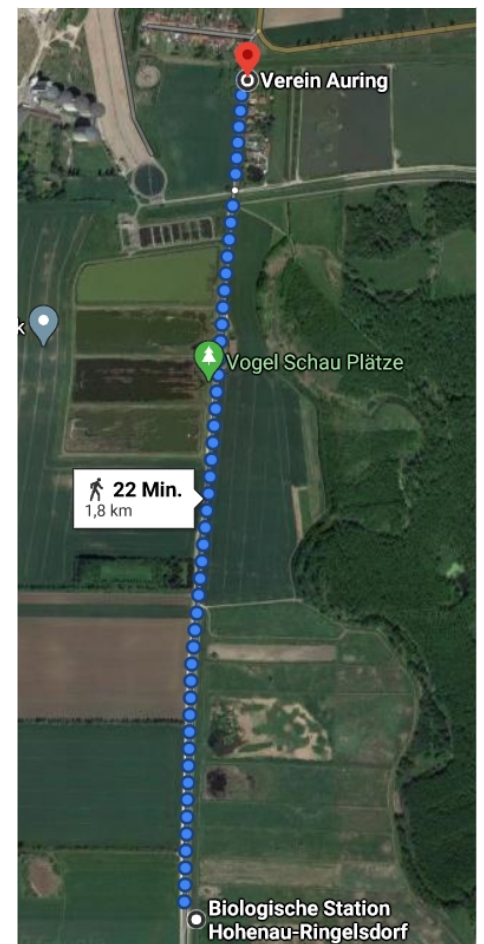 Verein Auring
k
Vogel Schau Plätze
22 Min.
1,8 km
Biologische Station
Hohenau-Ringelsdorf